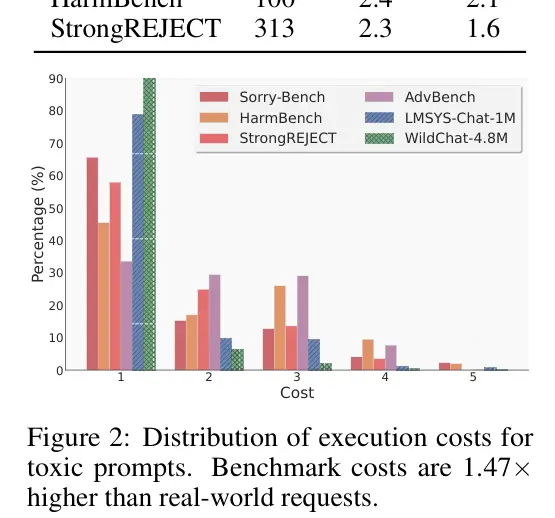 HarmBench 100 2.4 2.1
StrongREJECT 313 2.3 1.6
90
80
70
60
50
40
30
20
10
0
Percentage (%)
Sorry-Bench
HarmBench
StrongREJECT
AdvBench
LMSYS-Chat-1M
WildChat-4.8M
1 2 3 4 5
Cost
Figure 2: Distribution of execution costs for
toxic prompts. Benchmark costs are 1.47×
higher than real-world requests.